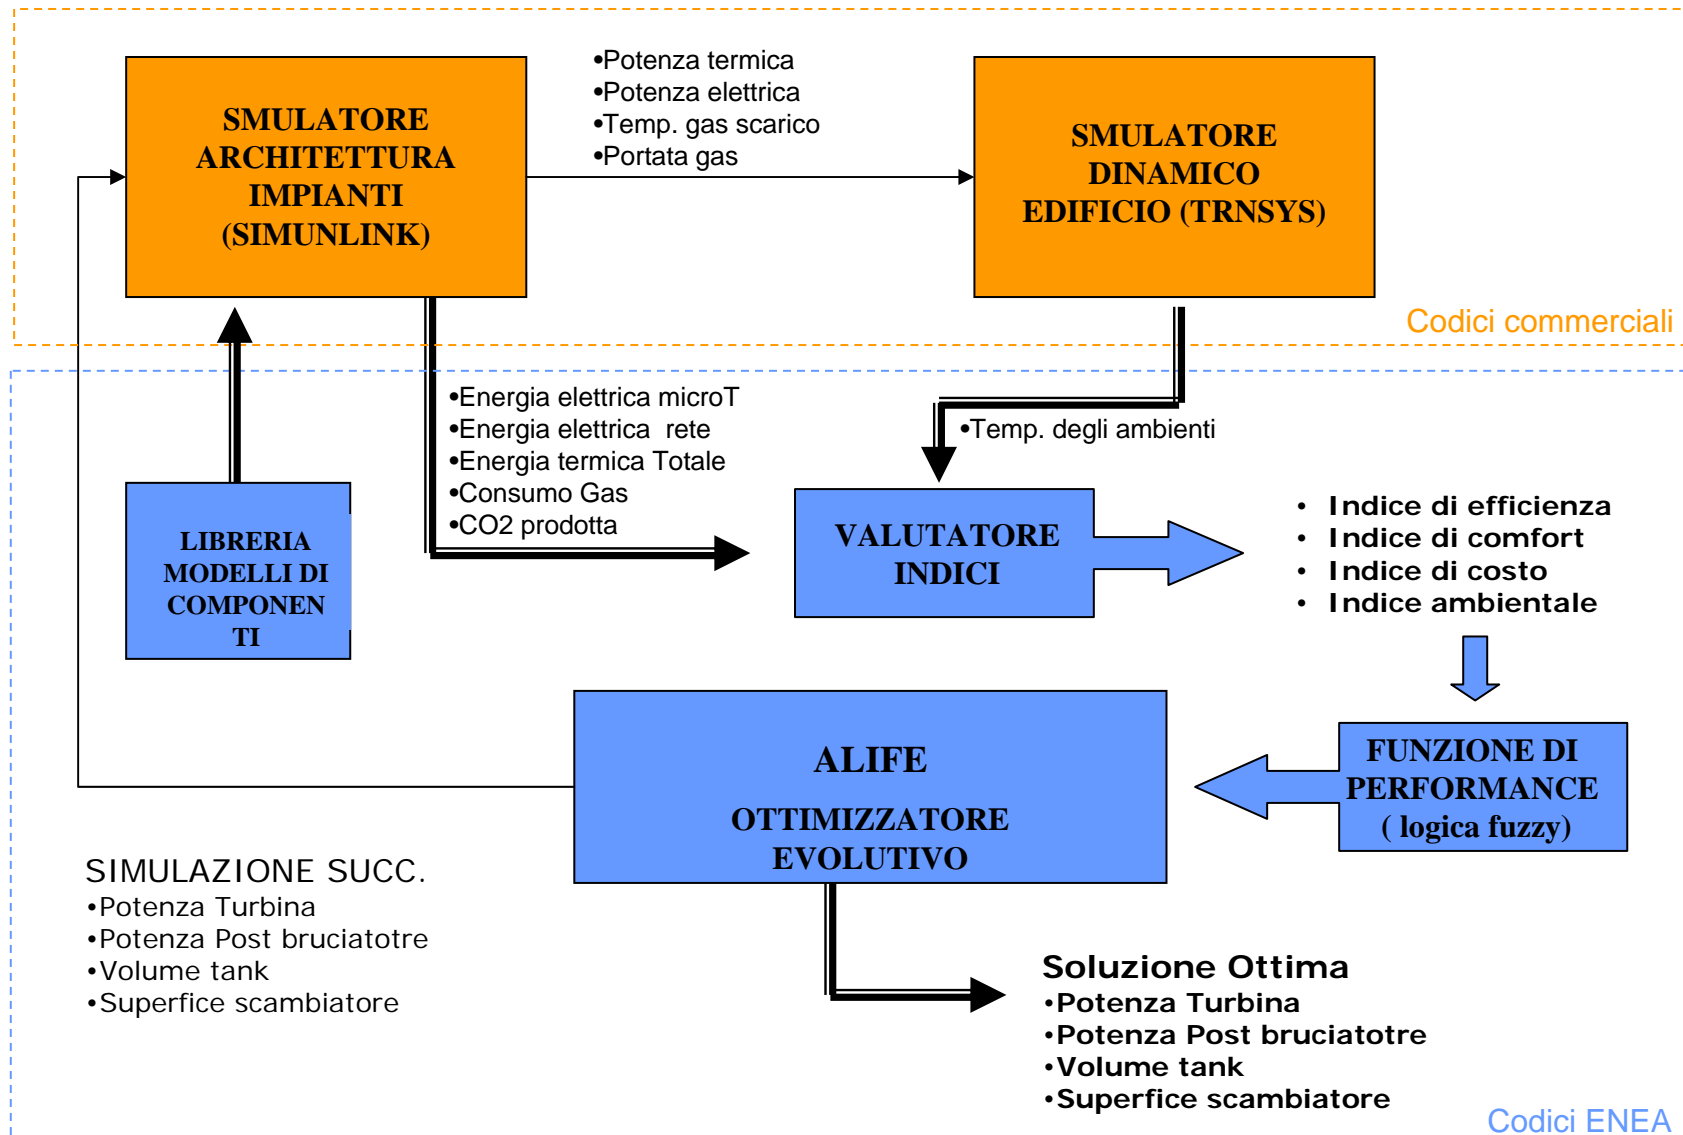 SMULATORE
ARCHITETTURA
IMPIANTI
(SIMUNLINK)
•Potenza termica
•Potenza elettrica
•Temp. gas scarico
•Portata gas
SMULATORE
DINAMICO
EDIFICIO (TRNSYS)
Codici commerciali
•Energia elettrica microT
•Energia elettrica  rete
•Energia termica Totale
•Consumo Gas
•CO2 prodotta
•Temp. degli ambienti
LIBRERIA
MODELLI DI
COMPONEN
TI
VALUTATORE
INDICI
• Indice di efficienza
• Indice di comfort
• Indice di costo
• Indice ambientale
ALIFE
OTTIMIZZATORE
EVOLUTIVO
FUNZIONE DI
PERFORMANCE
( logica fuzzy)
SIMULAZIONE SUCC.
•Potenza Turbina
•Potenza Post bruciatotre
•Volume tank
•Superfice scambiatore
Soluzione Ottima
•Potenza Turbina
•Potenza Post bruciatotre
•Volume tank
•Superfice scambiatore
Codici ENEA